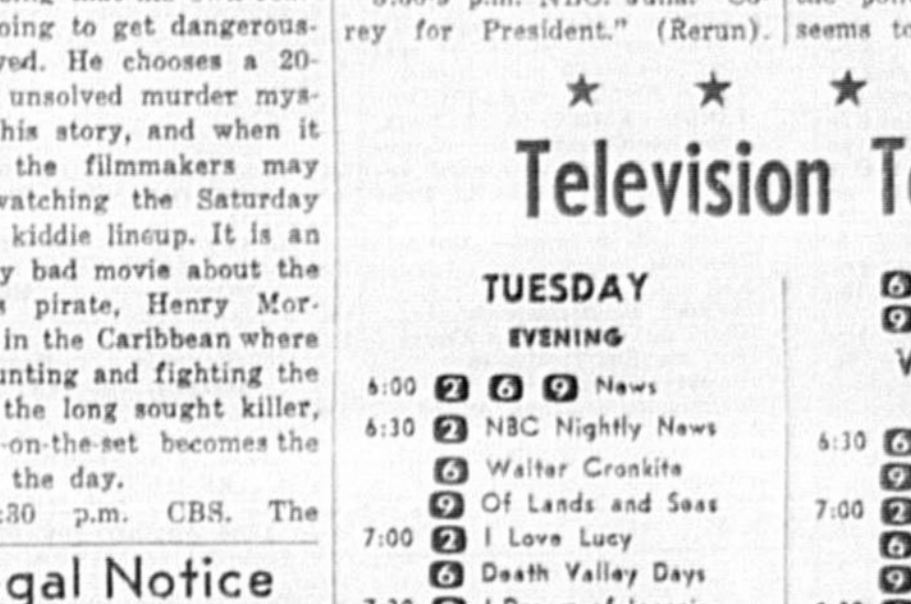 oing to get dangerous-
ved. He chooses a 20-
unsolved murder mys-
his story, and when it
the filmmakers may
watching the Saturday
kiddie lineup. It is an
y bad movie about the
s pirate, Henry Mor-
in the Caribbean where
unting and fighting the
the long sought killer,
-on-the-set becomes the
the day.
:30 p.m. CBS. The
gal Notice
rey for President." (Rerun).
seems to
★ ★ ★
Television
TUESDAY
EVENING
6:00 2 6 9 News
6:30 2 NBC Nightly News
6 Walter Cronkite
9 Of Lands and Seas
7:00 2 I Love Lucy
6 Death Valley Days
6
9
6:30 6
9
7:00 2
6
9